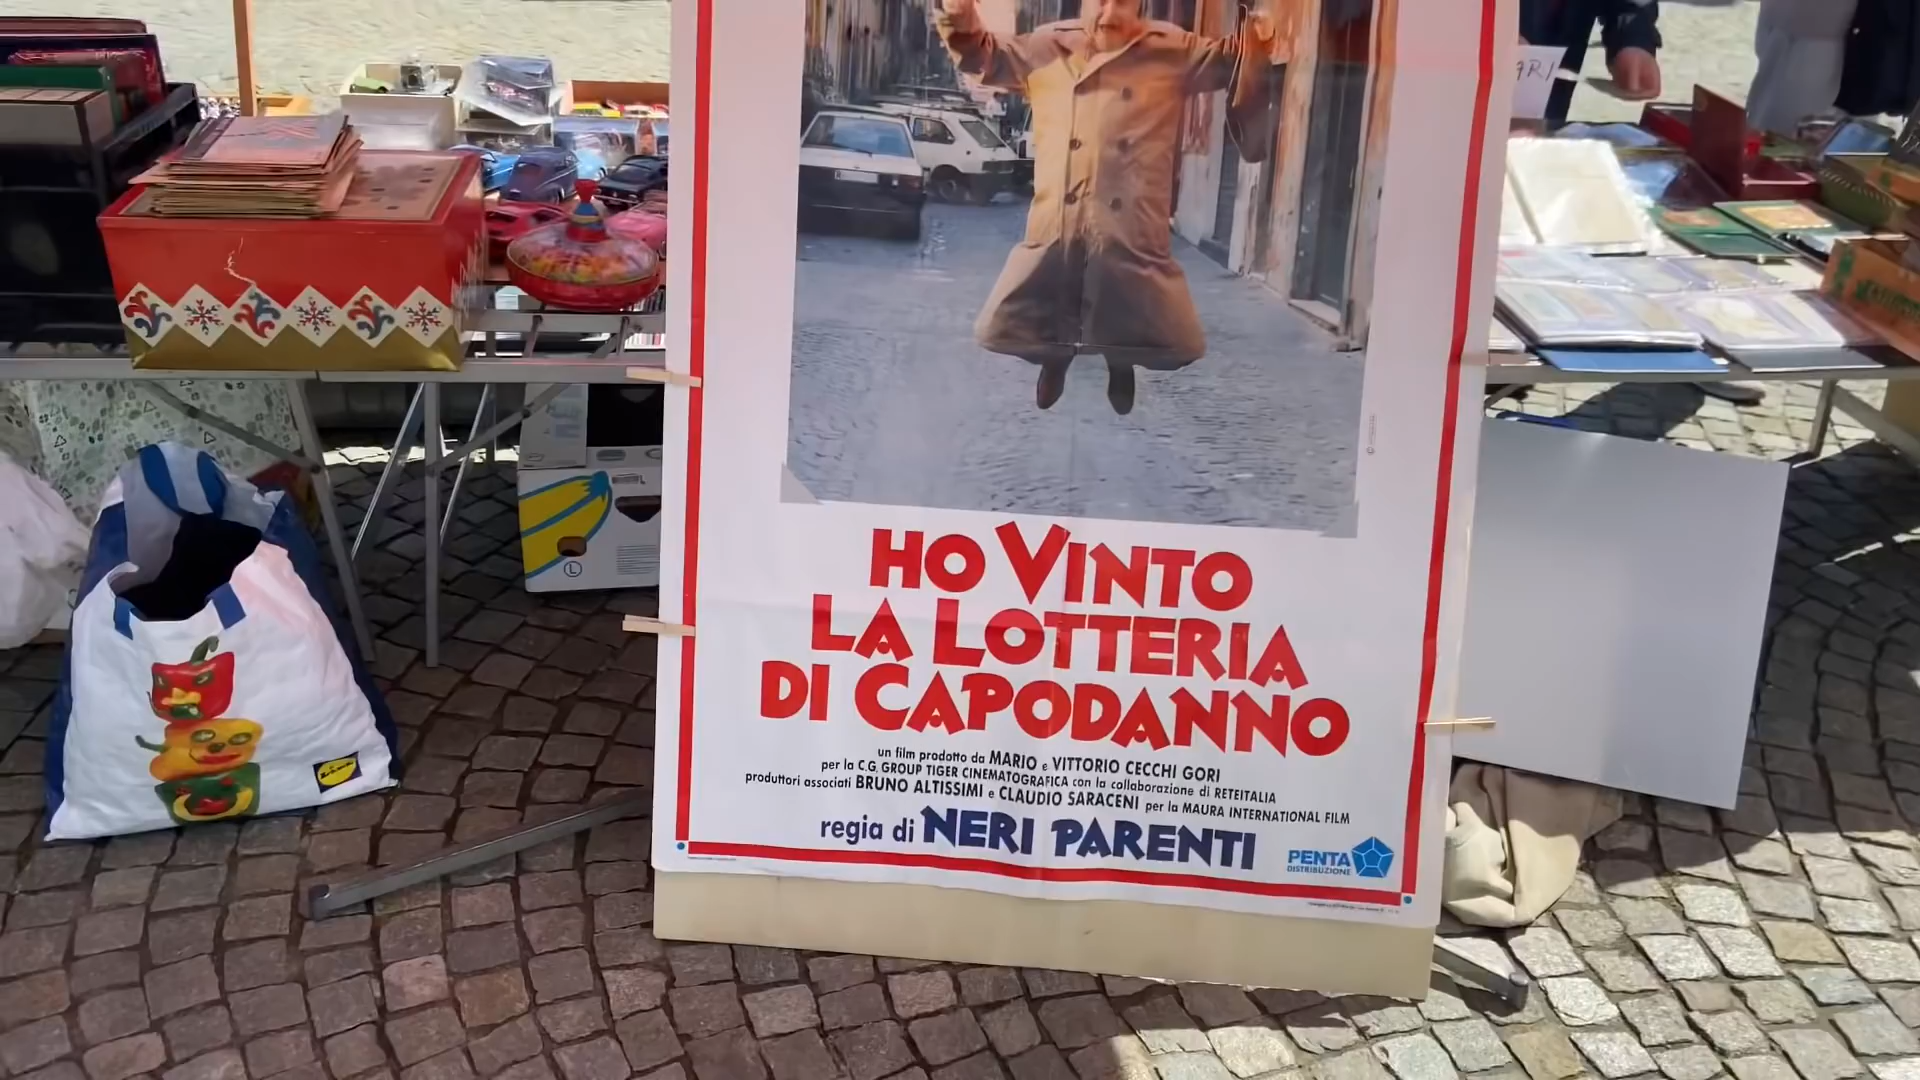 ARI
HO VINTO
LA LOTTERIA
DI CAPODANNO
un film prodotto da MARIO e VITTORIO CECCHI GORI
per la C.G. GROUP TIGER CINEMATOGRAFICA con la collaborazione di RETEITALIA
produttori associati BRUNO ALTISSIMI e CLAUDIO SARACENI per la MAURA INTERNATIONAL FILM
regia di NERI PARENTI
PENTA
DISTRIBUZIONE
L